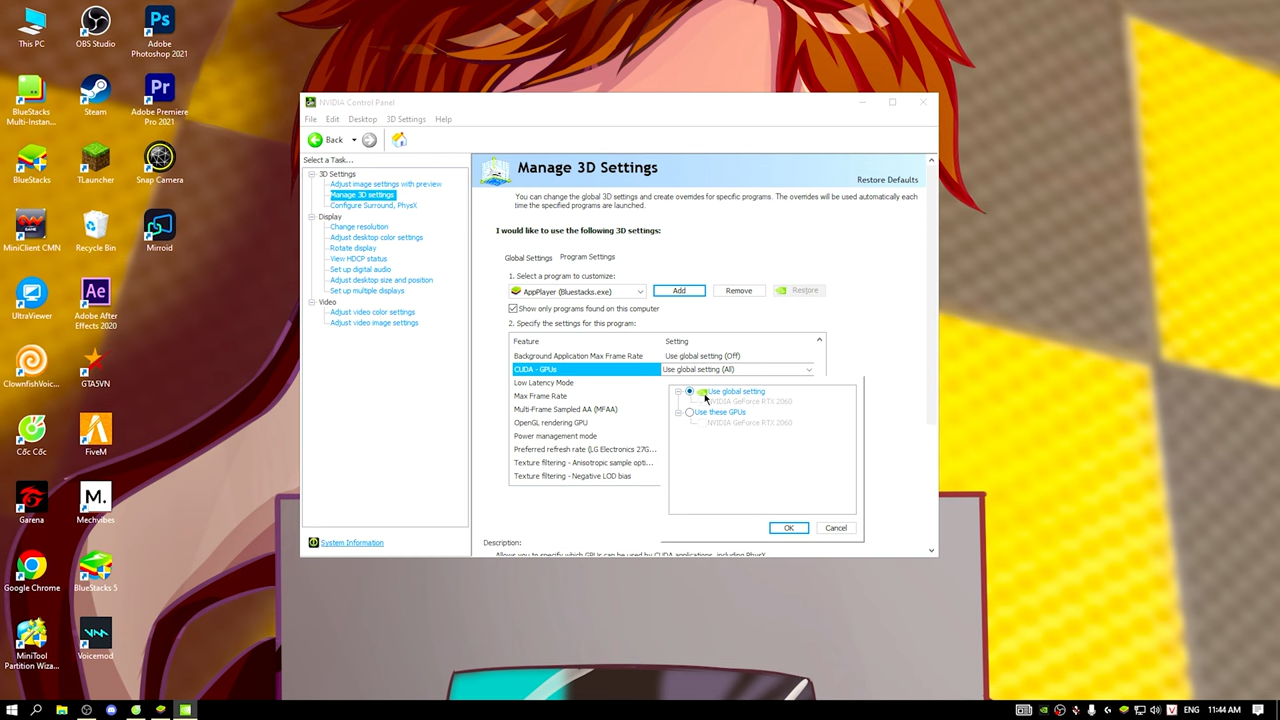 This PC
OBS Studio
Adobe
Photoshop 2021
BlueStacks
Multi-Instan...
Steam
Adobe Premiere
Pro 2021
BlueStacks
TLauncher
Snap Camera
MiniClient CMN
Recycle Bin
Mirroid
UltraViewer
Adobe After
Effects 2020
ClownfishVoic...
GTA5VN
Cốc Cốc
FiveM
Garena
Mechvibes
Google Chrome
BlueStacks 5
MiniTool
Partition Wiza...
Voicemod
NVIDIA Control Panel
File
Edit
Desktop
3D Settings
Help
Back
Select a Task...
3D Settings
Adjust image settings with preview
Manage 3D settings
Configure Surround, PhysX
Display
Change resolution
Adjust desktop color settings
Rotate display
View HDCP status
Set up digital audio
Adjust desktop size and position
Set up multiple displays
Video
Adjust video color settings
Adjust video image settings
System Information
Manage 3D Settings
Restore Defaults
You can change the global 3D settings and create overrides for specific programs. The overrides will be used automatically each
time the specified programs are launched.
I would like to use the following 3D settings:
Global Settings
Program Settings
1. Select a program to customize:
AppPlayer (Bluestacks.exe)
Add
Remove
Restore
Show only programs found on this computer
2. Specify the settings for this program:
Feature
Setting
Background Application Max Frame Rate
Use global setting (Off)
CUDA - GPUs
Use global setting (All)
Low Latency Mode
Max Frame Rate
Multi-Frame Sampled AA (MFAA)
OpenGL rendering GPU
Power management mode
Preferred refresh rate (LG Electronics 27G...
Texture filtering - Anisotropic sample opti...
Texture filtering - Negative LOD bias
Use global setting
NVIDIA GeForce RTX 2060
Use these GPUs
NVIDIA GeForce RTX 2060
OK
Cancel
Description:
Allows you to specify which GPUs can be used by CUDA applications, including PhysX
V
11:44 AM